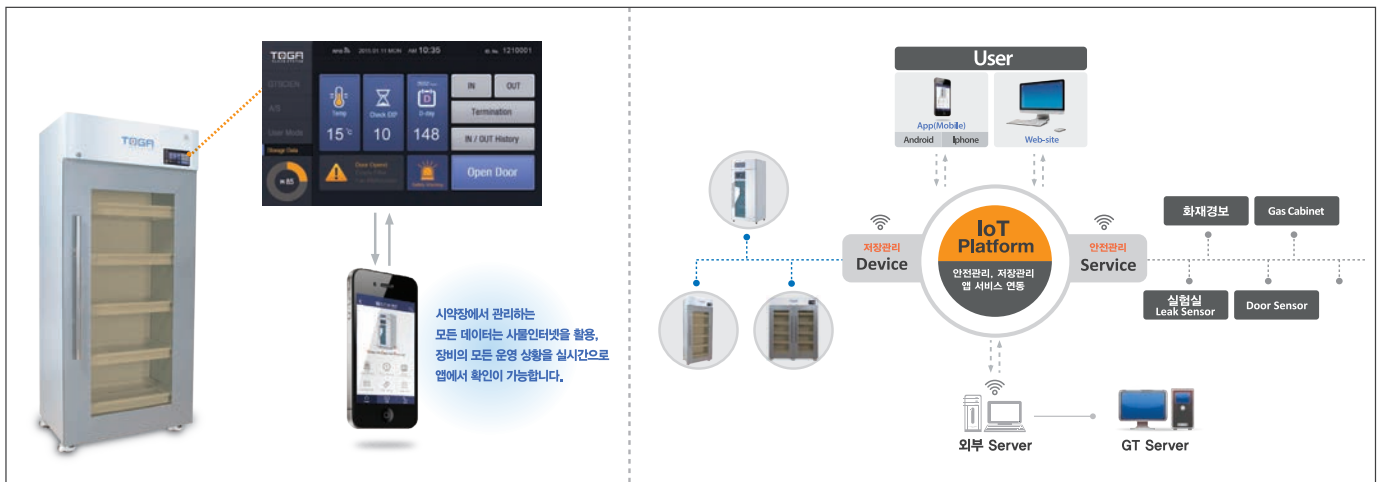 TOGA
TOGA
2015.01.11 MON AM 10:35
1210001
GTSCIEN
A/S
User Mode
Storage Data
85
Temp
15 ℃
Check EXP
10
D
D-day
148
IN
OUT
Termination
IN / OUT History
Door Opened
Safety Warning
Open Door
시약장에서 관리하는
모든 데이터는 사물인터넷을 활용,
장비의 모든 운영 상황을 실시간으로
앱에서 확인이 가능합니다.
User
App(Mobile)
Android
Iphone
Web-site
저장관리
Device
IoT
Platform
안전관리, 저장관리
앱 서비스 연동
안전관리
Service
화재경보
Gas Cabinet
실험실
Leak Sensor
Door Sensor
외부 Server
GT Server